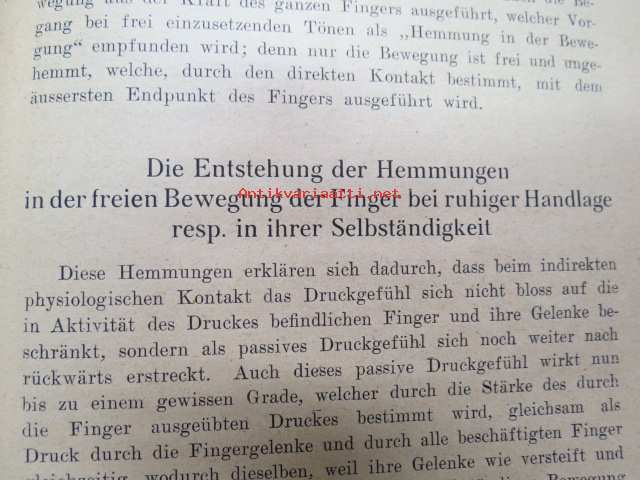 wegung aus der Kraft des ganzen Fingers ausgeführt, welcher Vor-
gang bei frei einzusetzenden Tönen als „Hemmung in der Bewe-
gung“ empfunden wird; denn nur die Bewegung ist frei und unge-
hemmt, welche, durch den direkten Kontakt bestimmt, mit dem
äussersten Endpunkt des Fingers ausgeführt wird.
Die Entstehung der Hemmungen
in der freien Bewegung der Finger bei ruhiger Handlage
Antikvariaatti.net
resp. in ihrer Selbständigkeit
Diese Hemmungen erklären sich dadurch, dass beim indirekten
physiologischen Kontakt das Druckgefühl sich nicht bloss auf die
in Aktivität des Druckes befindlichen Finger und ihre Gelenke be-
schränkt, sondern als passives Druckgefühl sich noch weiter nach
rückwärts erstreckt. Auch dieses passive Druckgefühl wirkt nun
bis zu einem gewissen Grade, welcher durch die Stärke des durch
die Finger ausgeübten Druckes bestimmt wird, gleichsam als
Druck durch die Fingergelenke und durch alle beschäftigten Finger
gleichzeitig, wodurch dieselben, weil ihre Gelenke wie versteift und
Bewegung